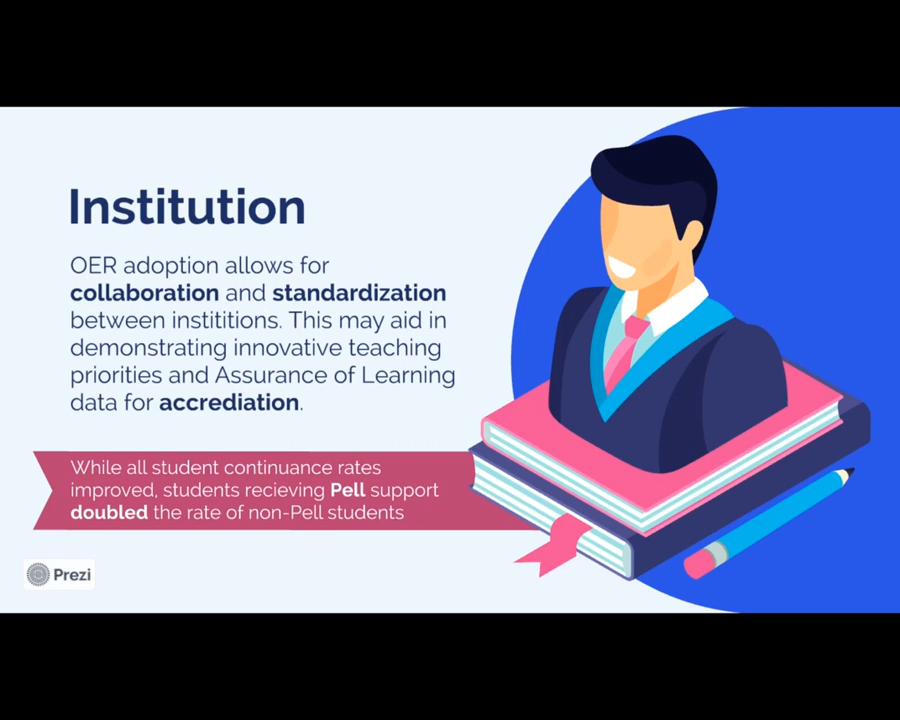 Institution
OER adoption allows for
collaboration and standardization
between instititions. This may aid in
demonstrating innovative teaching
priorities and Assurance of Learning
data for accrediation.
While all student continuance rates
improved, students recieving Pell support
doubled the rate of non-Pell students
Prezi